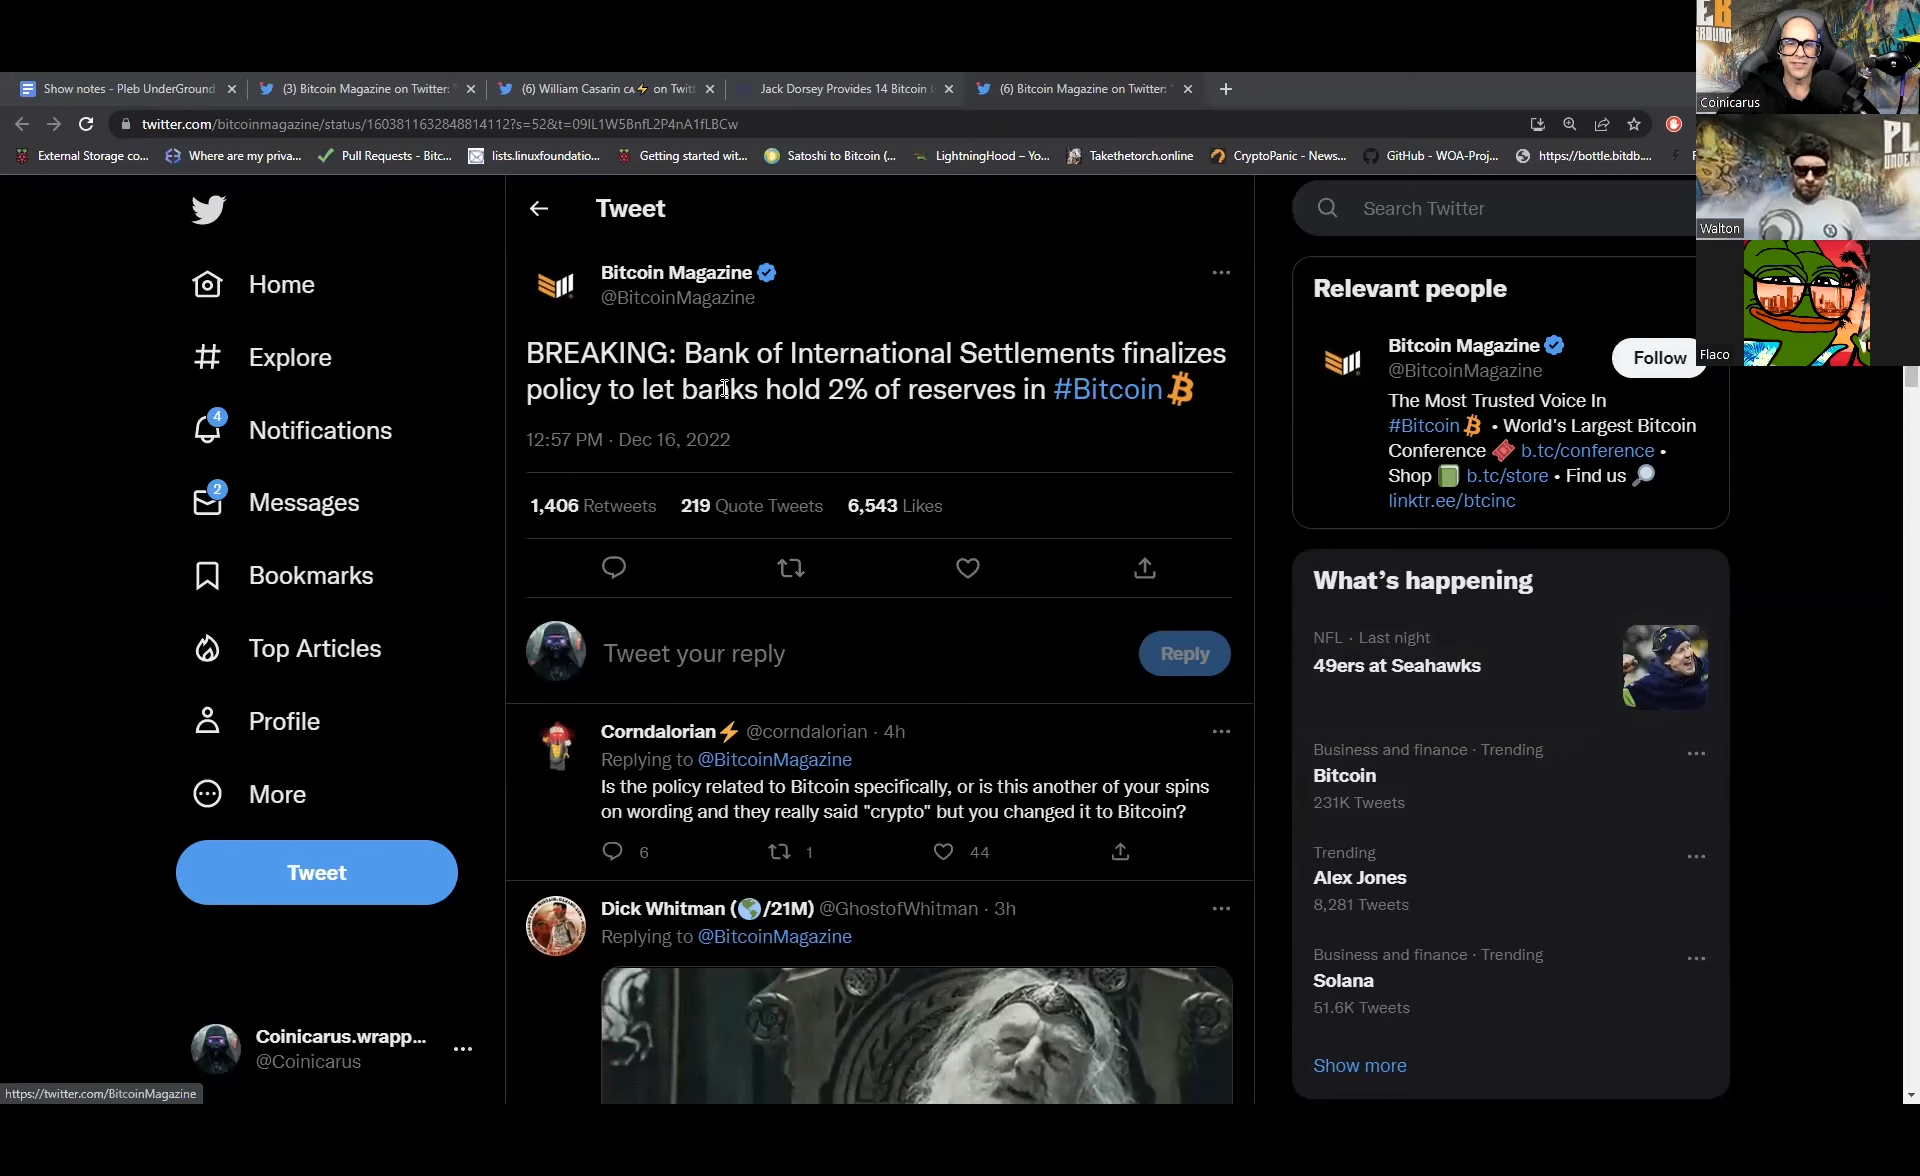 Show notes - Pleb UnderGround
(3) Bitcoin Magazine on Twitter:
(6) William Casarin ⚡ on Twitt
Jack Dorsey Provides 14 Bitcoin
(6) Bitcoin Magazine on Twitter: "
twitter.com/bitcoinmagazine/status/1603811632848814112?s=52&t=09IL1W5BnfL2P4nA1fLBCw
External Storage co...
Where are my priva...
Pull Requests - Bitc...
lists.linuxfoundatio...
Getting started wit...
Satoshi to Bitcoin (...
LightningHood – Yo...
Takethetorch.online
CryptoPanic - News...
GitHub - WOA-Proj...
https://bottle.bitdb....
Coinicarus
Walton
Flaco
Home
Explore
4
Notifications
2
Messages
Bookmarks
Top Articles
Profile
More
Tweet
Coinicarus.wrapp...
@Coinicarus
https://twitter.com/BitcoinMagazine
Tweet
Bitcoin Magazine
@BitcoinMagazine
BREAKING: Bank of International Settlements finalizes
policy to let banks hold 2% of reserves in #Bitcoin
12:57 PM · Dec 16, 2022
1,406 Retweets 219 Quote Tweets 6,543 Likes
Tweet your reply
Reply
Corndalorian⚡ @corndalorian · 4h
Replying to @BitcoinMagazine
Is the policy related to Bitcoin specifically, or is this another of your spins
on wording and they really said "crypto" but you changed it to Bitcoin?
6 1 44
Dick Whitman (🌎/21M) @GhostofWhitman · 3h
Replying to @BitcoinMagazine
Search Twitter
Relevant people
Bitcoin Magazine
@BitcoinMagazine
Follow
The Most Trusted Voice In
#Bitcoin • World's Largest Bitcoin
Conference 🎟 b.tc/conference •
Shop 📗 b.tc/store • Find us 🔎
linktr.ee/btcinc
What's happening
NFL · Last night
49ers at Seahawks
Business and finance · Trending
Bitcoin
231K Tweets
Trending
Alex Jones
8,281 Tweets
Business and finance · Trending
Solana
51.6K Tweets
Show more